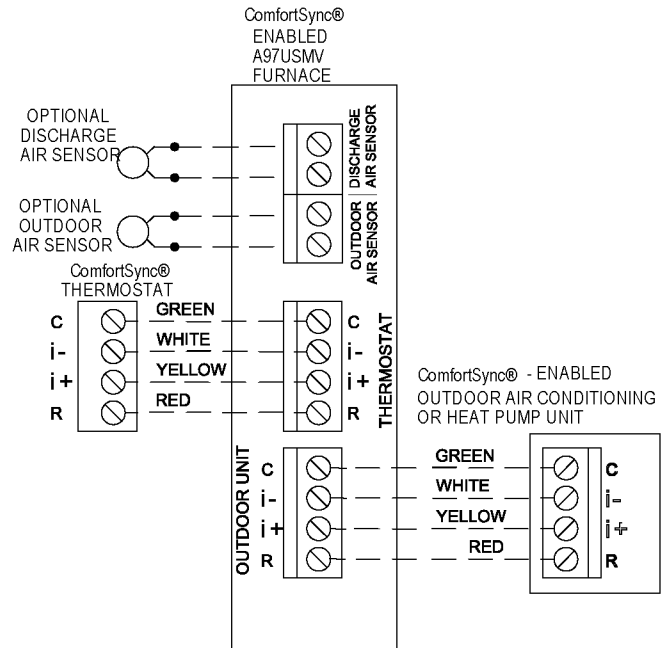 ComfortSync®
ENABLED
A97USMV
FURNACE
OPTIONAL
DISCHARGE
AIR SENSOR
DISCHARGE
AIR SENSOR
OPTIONAL
OUTDOOR
AIR SENSOR
OUTDOOR
AIR SENSOR
ComfortSync®
THERMOSTAT
C
i-
i+
R
GREEN
WHITE
YELLOW
RED
C
i-
i+
R
THERMOSTAT
ComfortSync® - ENABLED
OUTDOOR AIR CONDITIONING
OR HEAT PUMP UNIT
OUTDOOR UNIT
C
i-
i+
R
GREEN
WHITE
YELLOW
RED
C
i-
i+
R